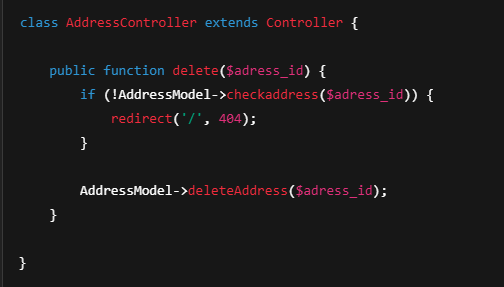 class AddressController extends Controller {
public function delete($adress_id) {
if (!AddressModel->checkaddress($adress_id)) {
redirect('/', 404);
}
AddressModel->deleteAddress($adress_id);
}
}